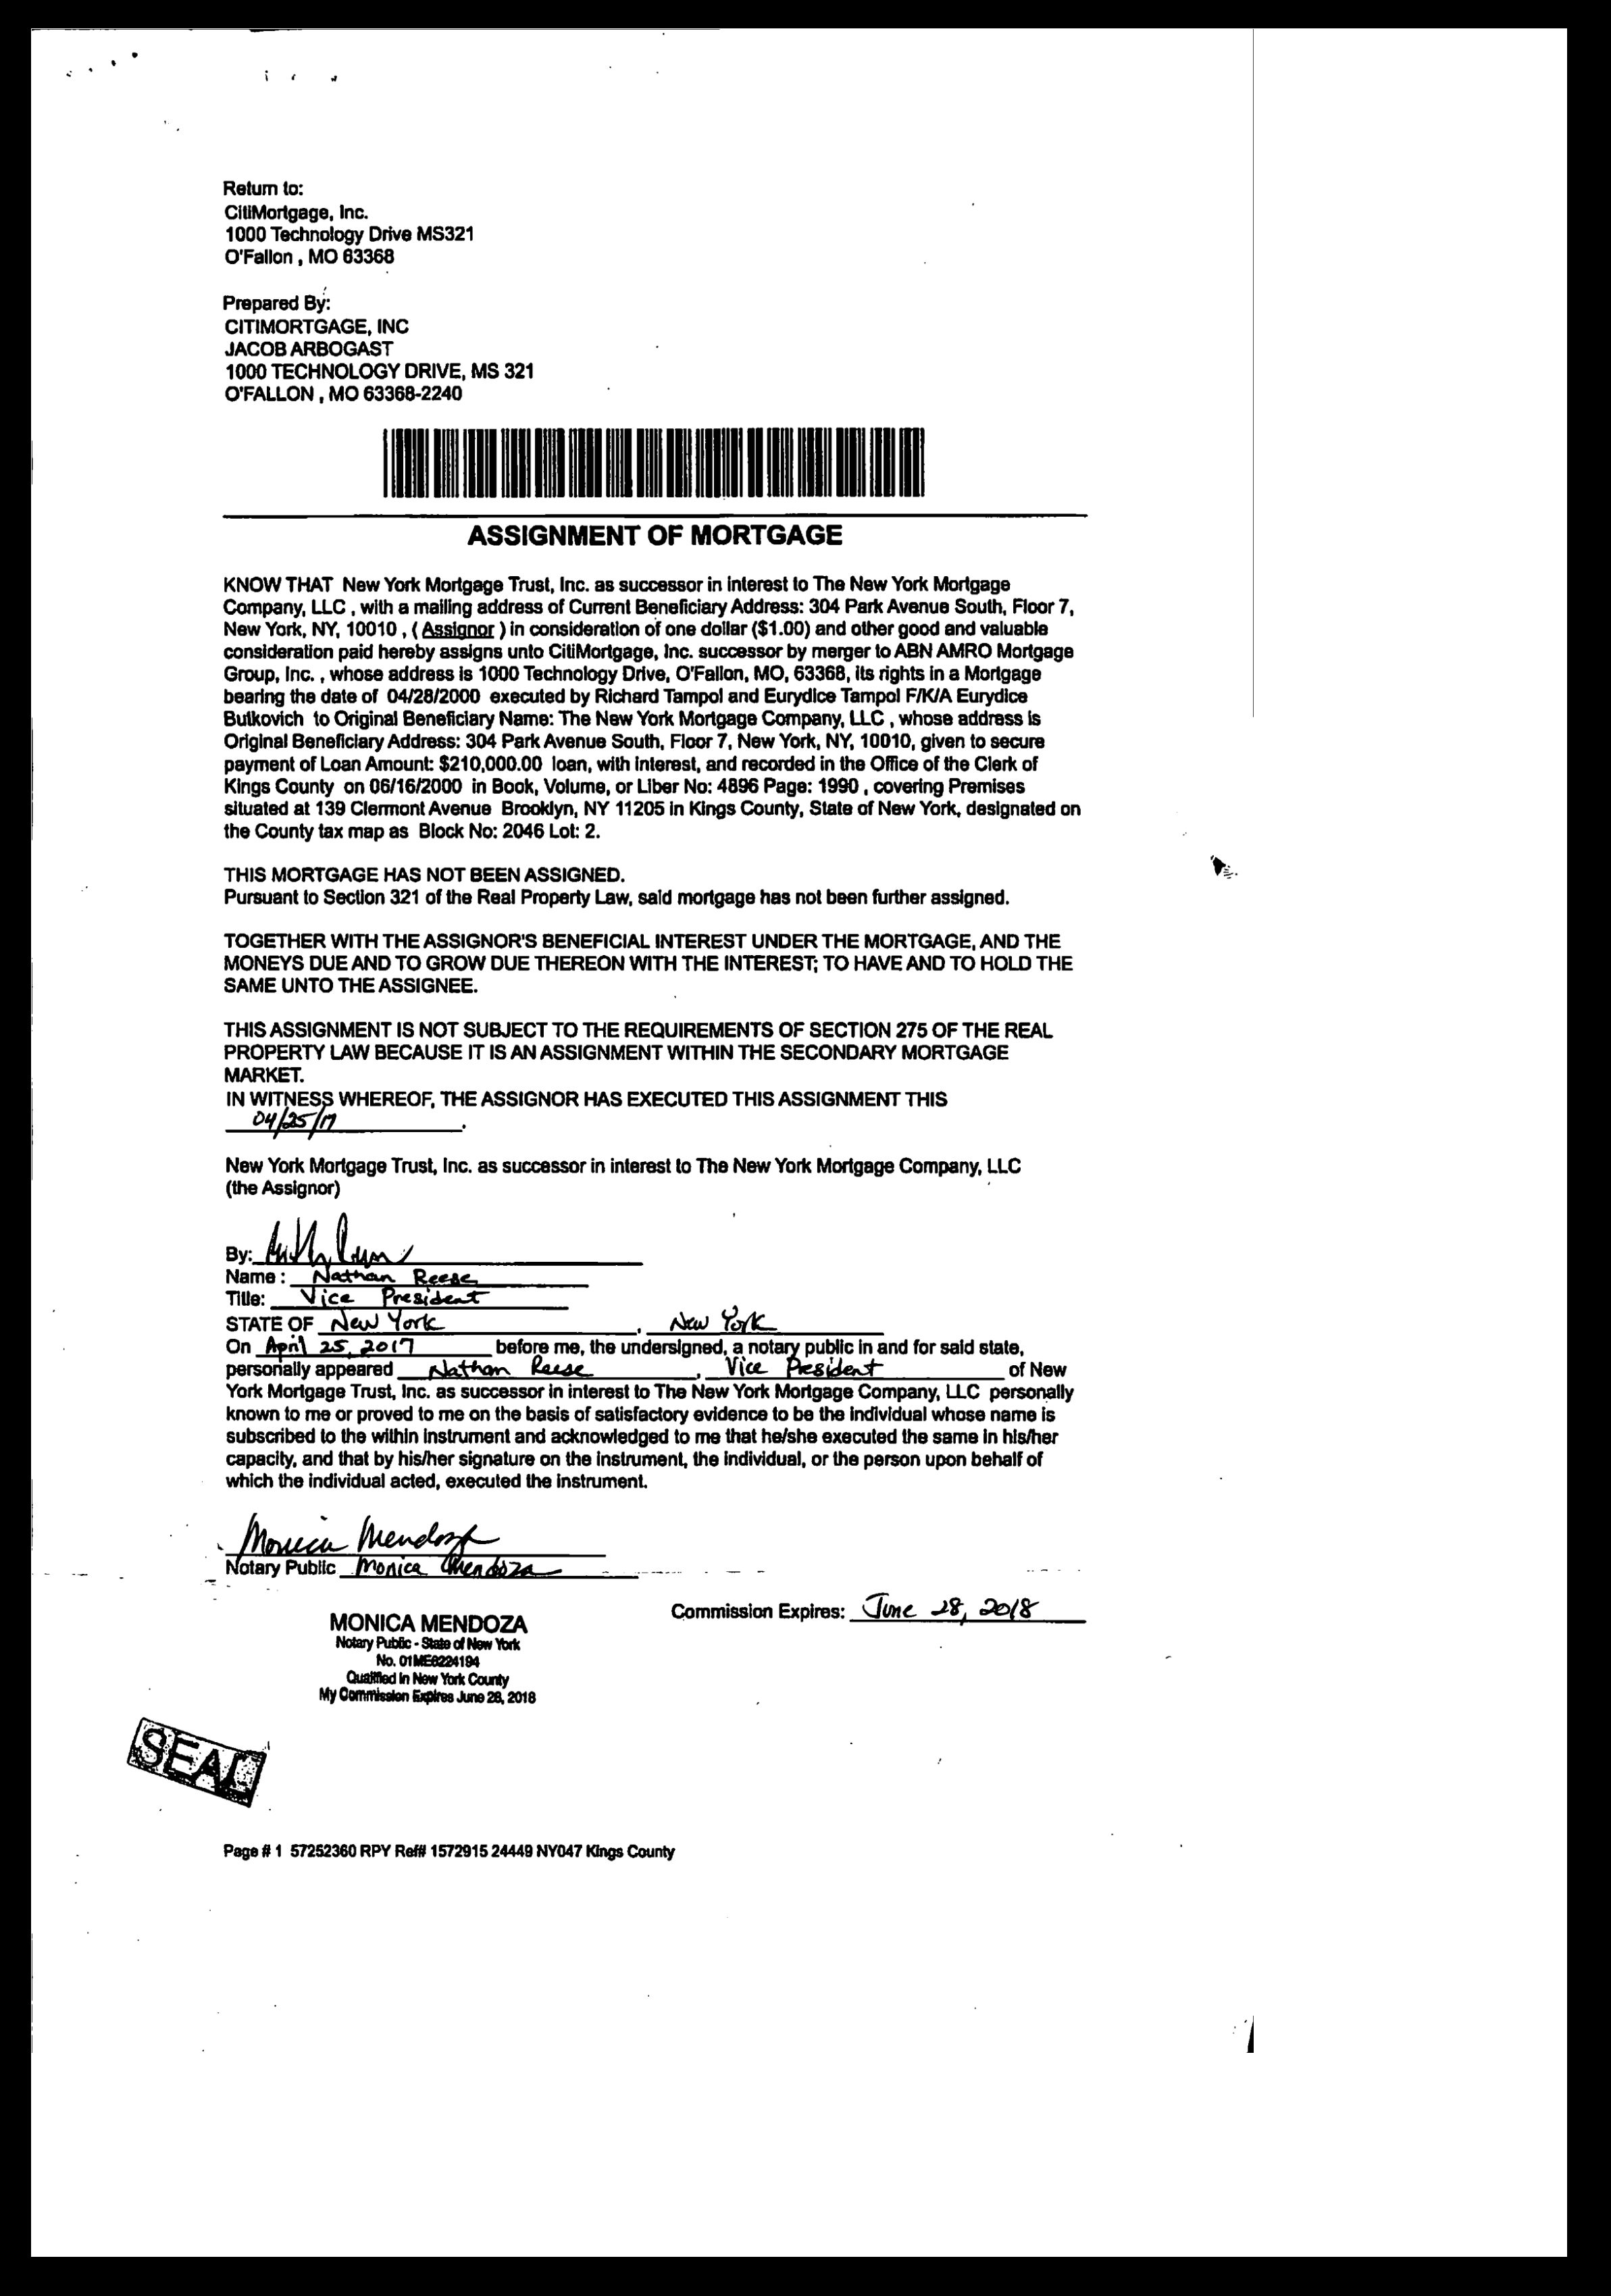 Return to:
CitiMortgage, Inc.
1000 Technology Drive MS321
O'Fallon , MO 63368
Prepared By:
CITIMORTGAGE, INC
JACOB ARBOGAST
1000 TECHNOLOGY DRIVE, MS 321
O'FALLON , MO 63368-2240
ASSIGNMENT OF MORTGAGE
KNOW THAT New York Mortgage Trust, Inc. as successor in interest to The New York Mortgage
Company, LLC , with a mailing address of Current Beneficiary Address: 304 Park Avenue South, Floor 7,
New York, NY, 10010 , ( Assignor ) in consideration of one dollar ($1.00) and other good and valuable
consideration paid hereby assigns unto CitiMortgage, Inc. successor by merger to ABN AMRO Mortgage
Group, Inc. , whose address is 1000 Technology Drive, O'Fallon, MO, 63368, its rights in a Mortgage
bearing the date of 04/28/2000 executed by Richard Tampol and Eurydice Tampol F/K/A Eurydice
Butkovich to Original Beneficiary Name: The New York Mortgage Company, LLC , whose address is
Original Beneficiary Address: 304 Park Avenue South, Floor 7, New York, NY, 10010, given to secure
payment of Loan Amount: $210,000.00 loan, with interest, and recorded in the Office of the Clerk of
Kings County on 06/16/2000 in Book, Volume, or Liber No: 4896 Page: 1990 , covering Premises
situated at 139 Clermont Avenue Brooklyn, NY 11205 in Kings County, State of New York, designated on
the County tax map as Block No: 2046 Lot: 2.
THIS MORTGAGE HAS NOT BEEN ASSIGNED.
Pursuant to Section 321 of the Real Property Law, said mortgage has not been further assigned.
TOGETHER WITH THE ASSIGNOR'S BENEFICIAL INTEREST UNDER THE MORTGAGE, AND THE
MONEYS DUE AND TO GROW DUE THEREON WITH THE INTEREST; TO HAVE AND TO HOLD THE
SAME UNTO THE ASSIGNEE.
THIS ASSIGNMENT IS NOT SUBJECT TO THE REQUIREMENTS OF SECTION 275 OF THE REAL
PROPERTY LAW BECAUSE IT IS AN ASSIGNMENT WITHIN THE SECONDARY MORTGAGE
MARKET.
IN WITNESS WHEREOF, THE ASSIGNOR HAS EXECUTED THIS ASSIGNMENT THIS
04/25/17.
New York Mortgage Trust, Inc. as successor in interest to The New York Mortgage Company, LLC
(the Assignor)
By:
Name : Nathan Reese
Title: Vice President
STATE OF New York , New York
On April 25, 2017 before me, the undersigned, a notary public in and for said state,
personally appeared Nathan Reese , Vice President of New
York Mortgage Trust, Inc. as successor in interest to The New York Mortgage Company, LLC personally
known to me or proved to me on the basis of satisfactory evidence to be the individual whose name is
subscribed to the within instrument and acknowledged to me that he/she executed the same in his/her
capacity, and that by his/her signature on the instrument, the individual, or the person upon behalf of
which the individual acted, executed the instrument.
Monica Mendoza
Notary Public Monica Mendoza
Commission Expires: June 28, 2018
MONICA MENDOZA
Notary Public - State of New York
No. 01ME6224194
Qualified in New York County
My Commission Expires June 28, 2018
SEAL
Page # 1 57252360 RPY Ref# 1572915 24449 NY047 Kings County